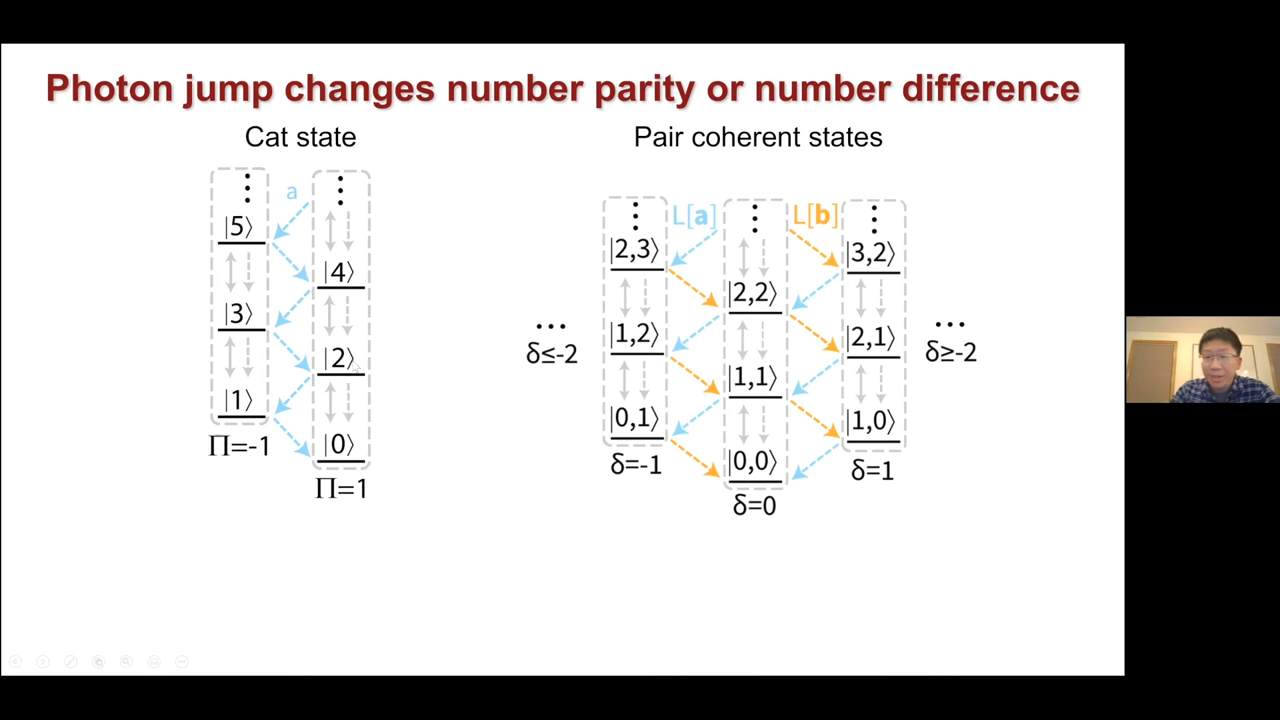 Photon jump changes number parity or number difference
Cat state
Pair coherent states
a
|5⟩
|4⟩
|3⟩
|2⟩
|1⟩
|0⟩
Π=-1
Π=1
L[a]
L[b]
|2,3⟩
|3,2⟩
|2,2⟩
|1,2⟩
|2,1⟩
|1,1⟩
|0,1⟩
|1,0⟩
|0,0⟩
...
δ≤-2
...
δ≥-2
δ=-1
δ=1
δ=0